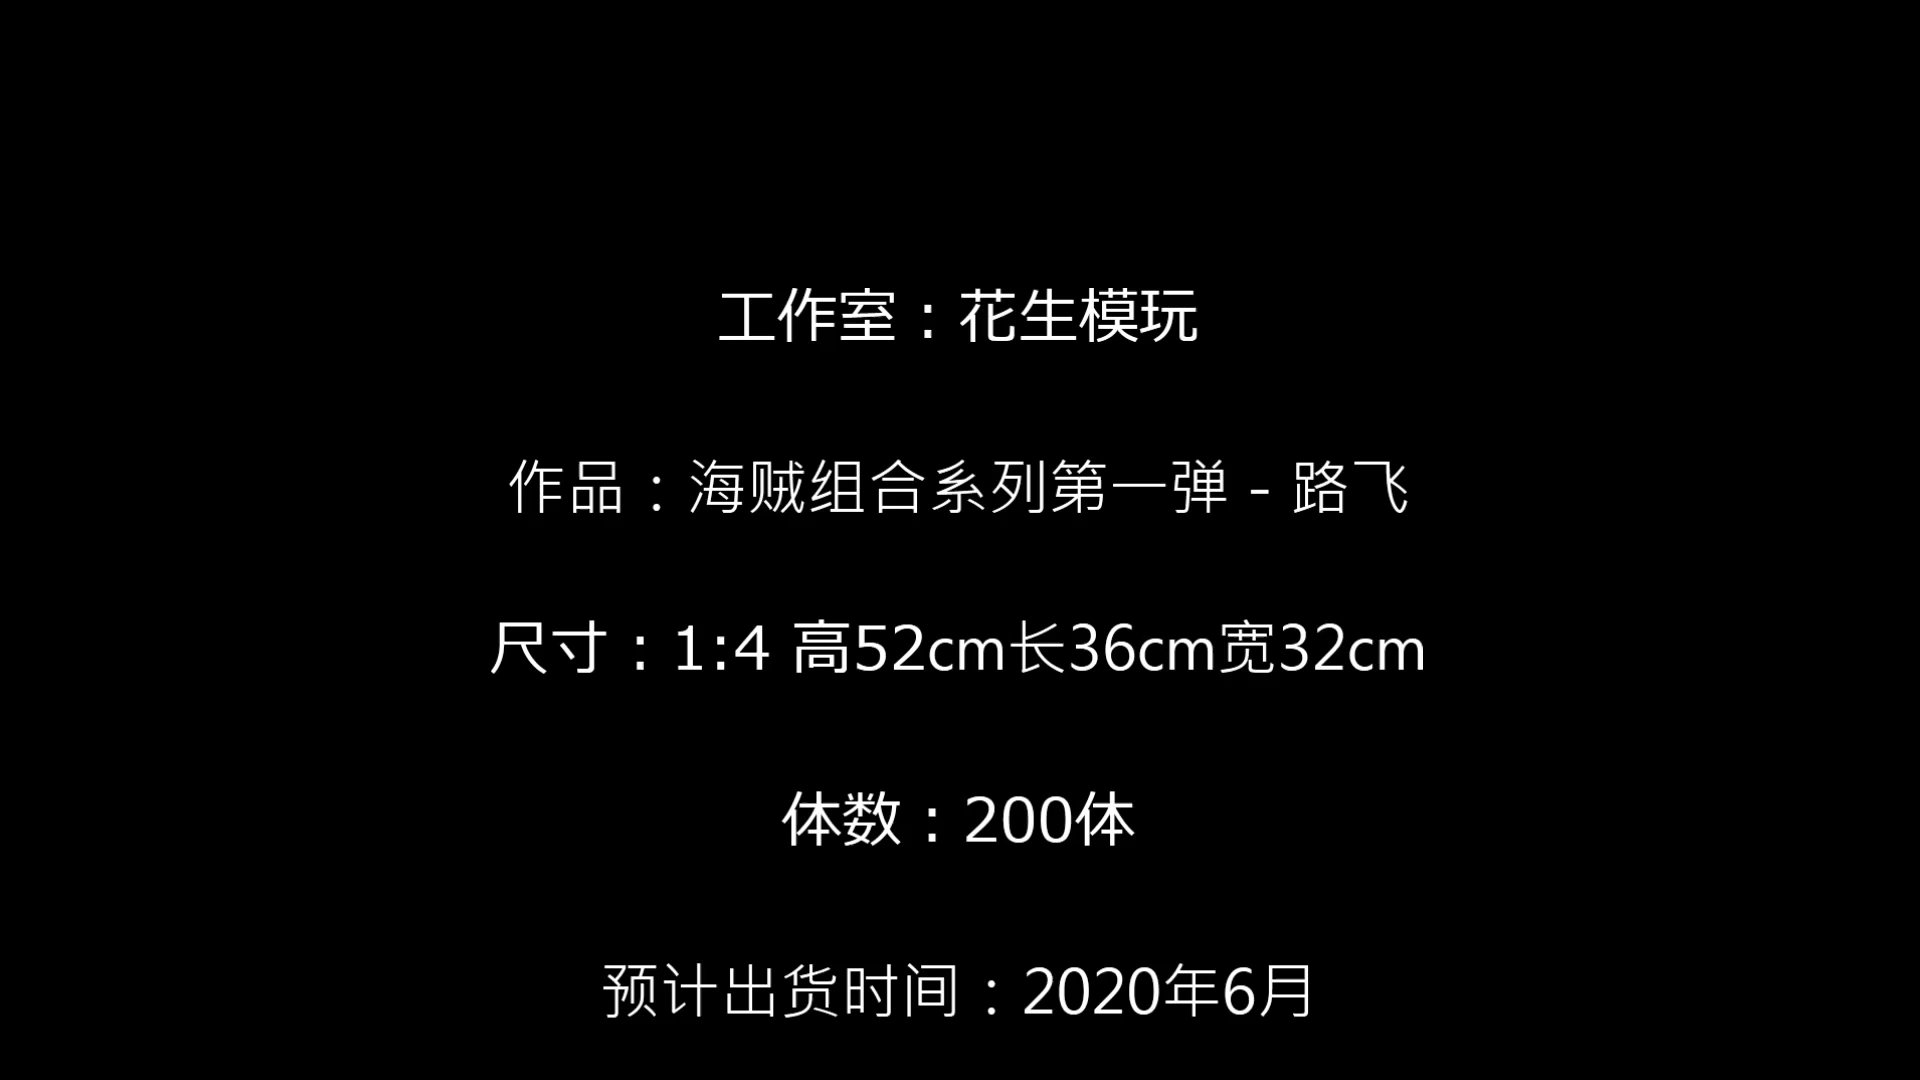 工作室：花生模玩
作品：海贼组合系列第一弹 - 路飞
尺寸：1:4 高52cm长36cm宽32cm
体数：200体
预计出货时间：2020年6月